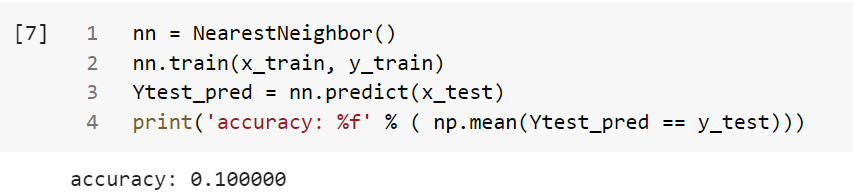 [7] 1 nn = NearestNeighbor()
2 nn.train(x_train, y_train)
3 Ytest_pred = nn.predict(x_test)
4 print('accuracy: %f' % ( np.mean(Ytest_pred == y_test)))
accuracy: 0.100000